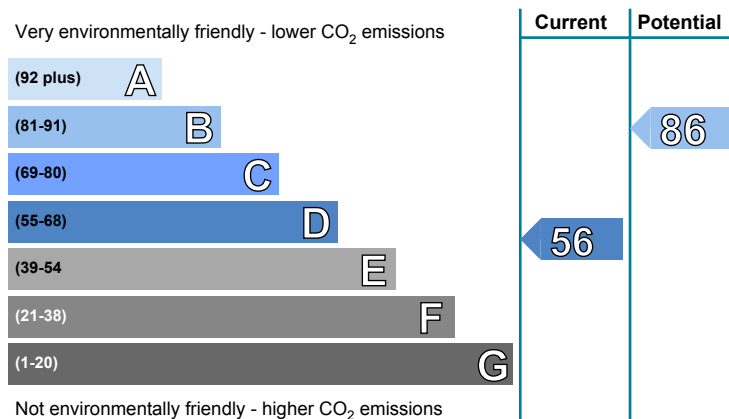 Current Potential
Very environmentally friendly - lower CO2 emissions
(92 plus) A
(81-91) B 86
(69-80) C
(55-68) D 56
(39-54 E
(21-38) F
(1-20) G
Not environmentally friendly - higher CO2 emissions